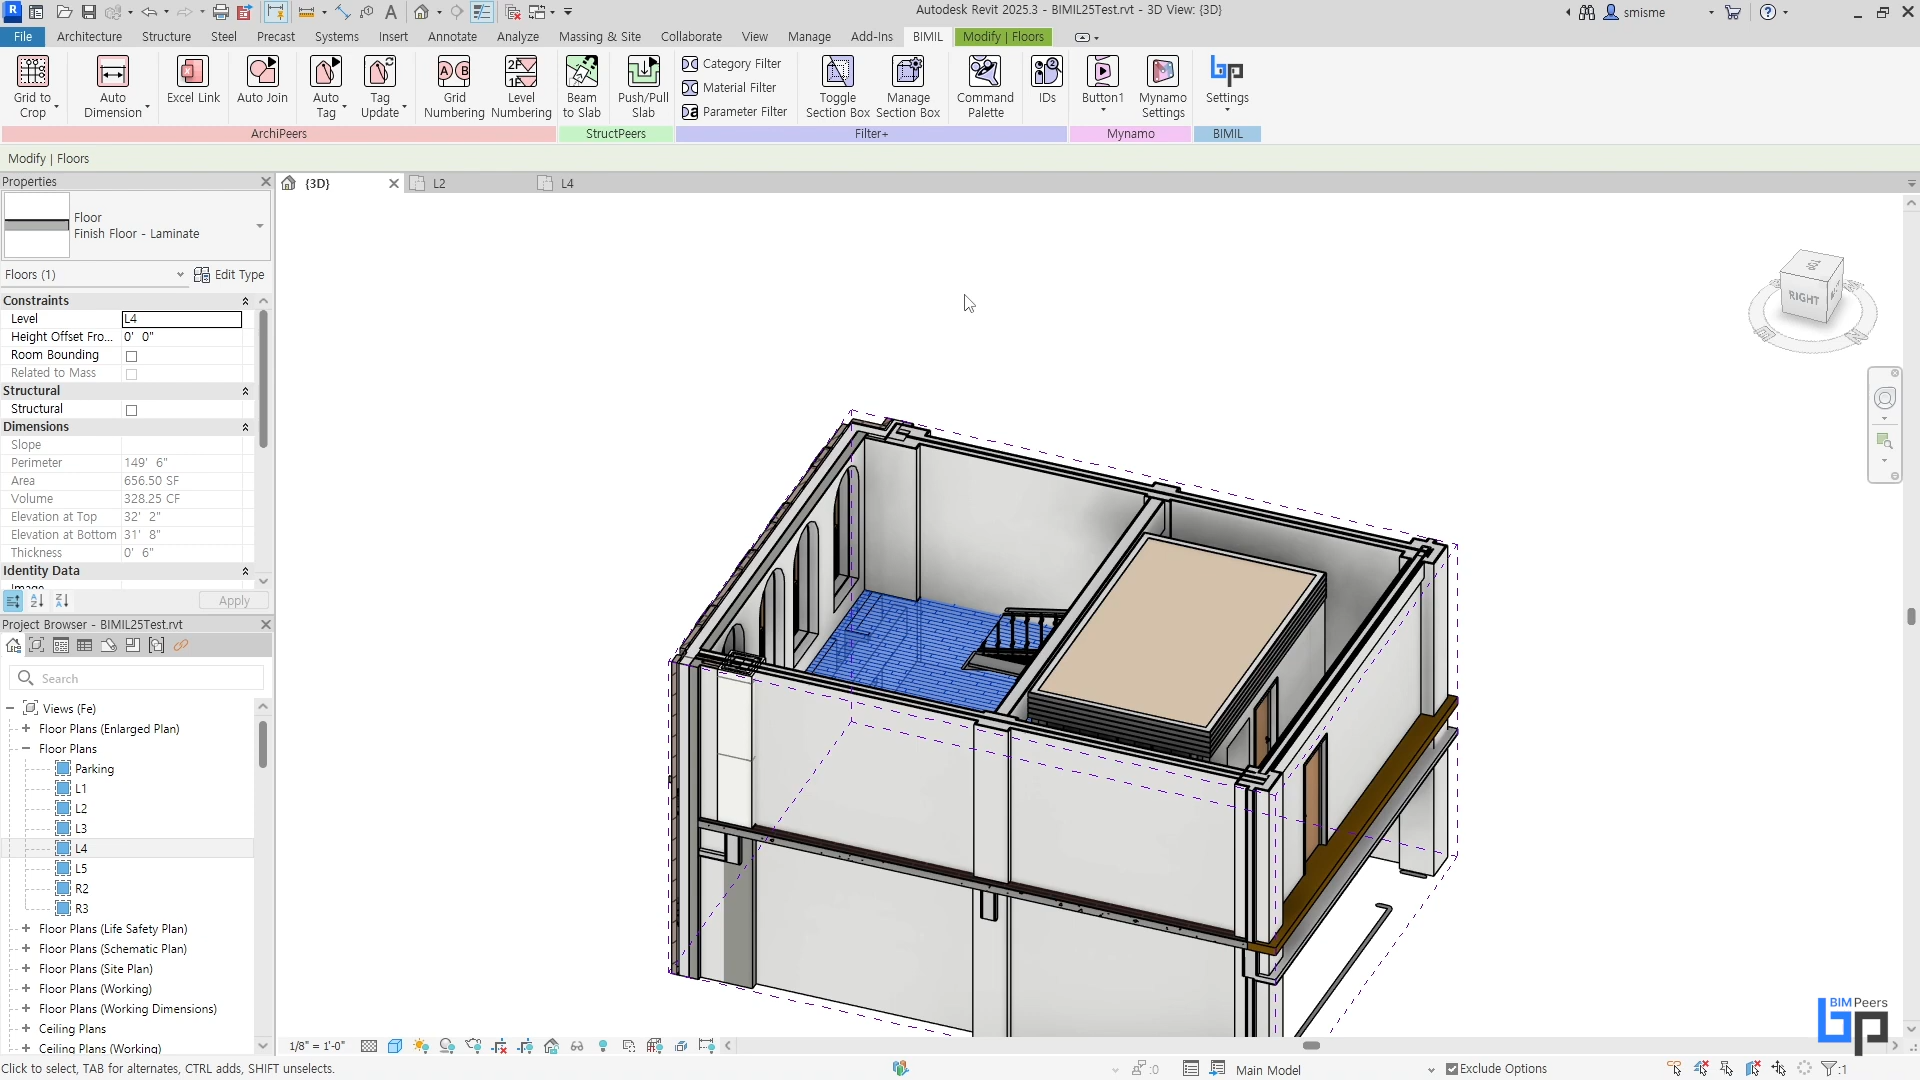 Autodesk Revit 2025.3 - BIMIL25Test.rvt - 3D View: {3D}
smisme
File
Architecture
Structure
Steel
Precast
Systems
Insert
Annotate
Analyze
Massing & Site
Collaborate
View
Manage
Add-Ins
BIMIL
Modify | Floors
Grid to Crop
Auto Dimension
Excel Link
Auto Join
Auto Tag
Tag Update
Grid Numbering
Level Numbering
Beam to Slab
Push/Pull Slab
Category Filter
Material Filter
Parameter Filter
Toggle Section Box
Manage Section Box
Command Palette
IDs
Button1
Mynamo Settings
Settings
ArchiPeers
StructPeers
Filter+
Mynamo
BIMIL
Modify | Floors
Properties
{3D}
L2
L4
Floor
Finish Floor - Laminate
Floors (1)
Edit Type
Constraints
Level L4
Height Offset Fro... 0' 0"
Room Bounding
Related to Mass
Structural
Structural
Dimensions
Slope
Perimeter 149' 6"
Area 656.50 SF
Volume 328.25 CF
Elevation at Top 32' 2"
Elevation at Bottom 31' 8"
Thickness 0' 6"
Identity Data
Image
Apply
Project Browser - BIMIL25Test.rvt
Search
Views (Fe)
Floor Plans (Enlarged Plan)
Floor Plans
Parking
L1
L2
L3
L4
L5
R2
R3
Floor Plans (Life Safety Plan)
Floor Plans (Schematic Plan)
Floor Plans (Site Plan)
Floor Plans (Working)
Floor Plans (Working Dimensions)
Ceiling Plans
Ceiling Plans (Working)
TOP
RIGHT
BIMPeers
bp
1/8" = 1'-0"
Click to select, TAB for alternates, CTRL adds, SHIFT unselects.
:0
Main Model
Exclude Options
:1